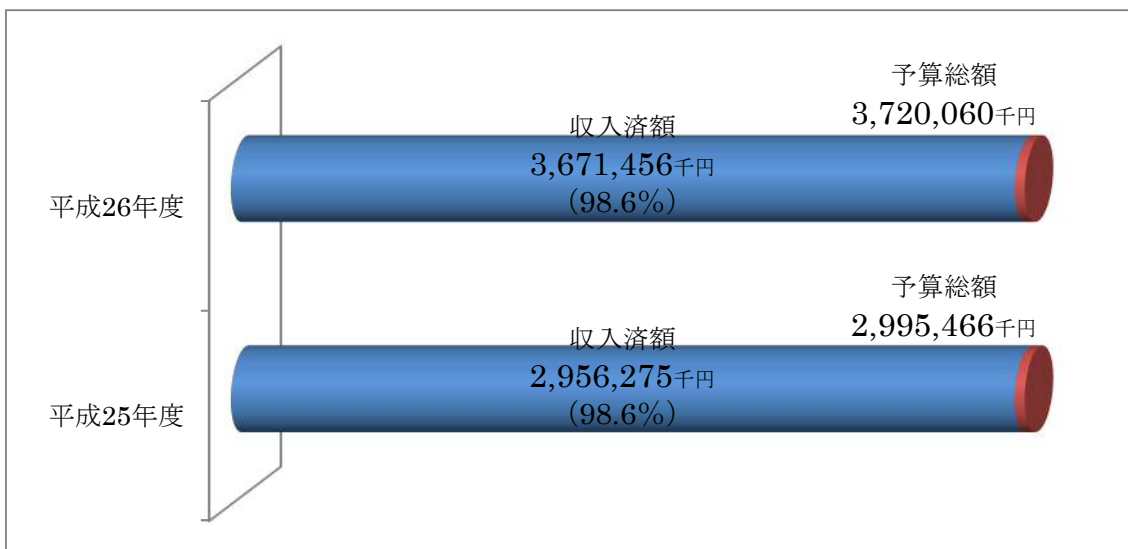 予算総額
3,720,060千円
収入済額
3,671,456千円
（98.6%）
平成26年度
予算総額
2,995,466千円
収入済額
2,956,275千円
（98.6%）
平成25年度